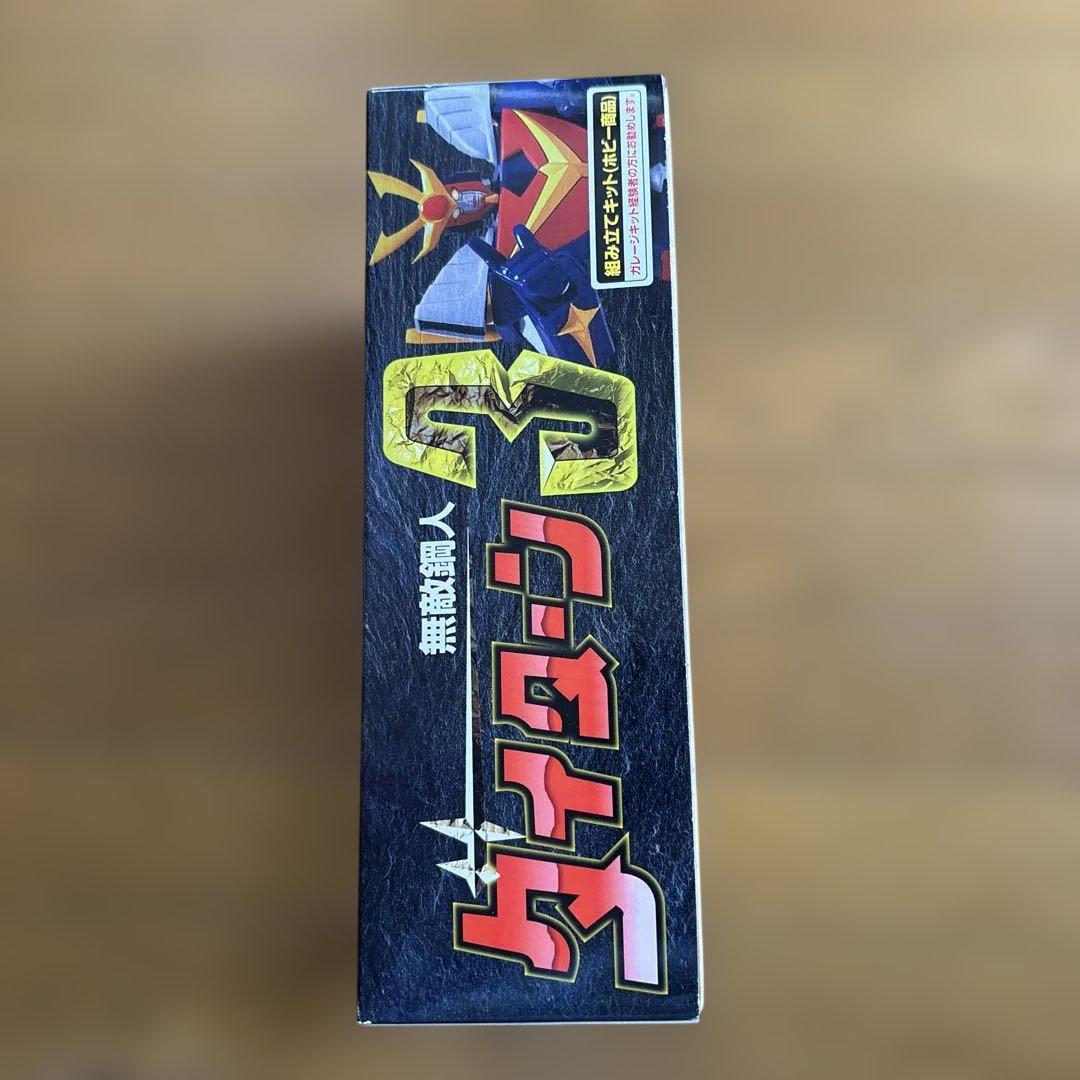 無敵鋼人
ダイターン3
組み立てキット(ホビー商品)
ガレージキット経験者の方にお勧めします。